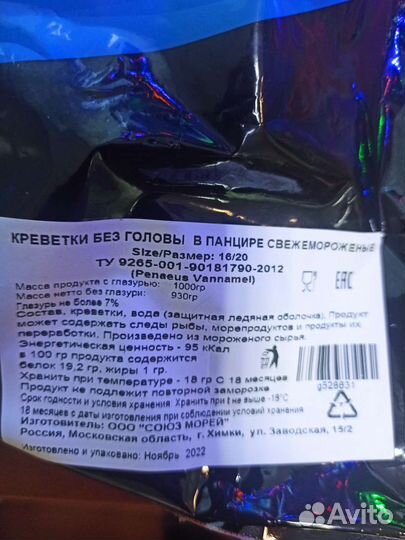 КРЕВЕТКИ БЕЗ ГОЛОВЫ В ПАНЦИРЕ СВЕЖЕМОРОЖЕНЫЕ
Size/Размер: 16/20
ТУ 9265-001-90181790-2012
(Penaeus Vannamel)
Масса продукта с глазурью: 1000гр
Масса нетто без глазури: 930гр
Глазурь не более 7%
Состав, креветки, вода (защитная ледяная оболочка). Продукт
может содержать следы рыбы, морепродуктов и продукты их
переработки. Произведено из мороженого сырья.
Энергетическая ценность - 95 кКал
в 100 гр продукта содержится
белок 19,2 гр, жиры 1 гр.
Хранить при температуре - 18 гр С 18 месяцев
Продукт не подлежит повторной заморозке
Срок годности и условия хранения Хранить при t не выше -18°С
18 месяцев с даты изготовления при соблюдении условий хранения
Изготовитель: ООО "СОЮЗ МОРЕЙ"
Россия, Московская область, г.Химки, ул. Заводская, 15/2
Изготовлено и упаковано: Ноябрь 2022
EAC
g328831
Avito